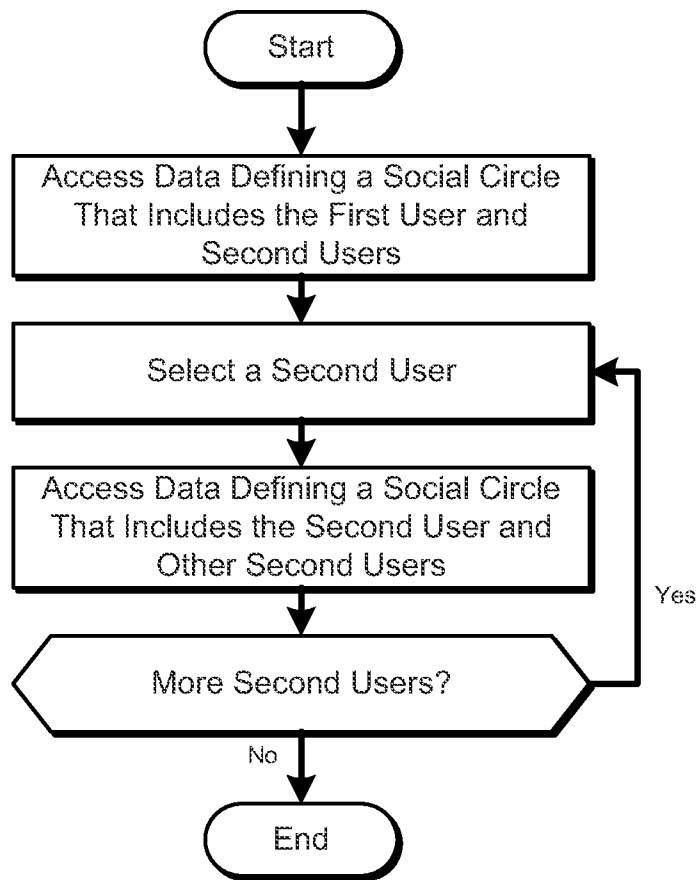 Start
Access Data Defining a Social Circle
That Includes the First User and
Second Users
Select a Second User
Access Data Defining a Social Circle
That Includes the Second User and
Other Second Users
Yes
More Second Users?
No
End